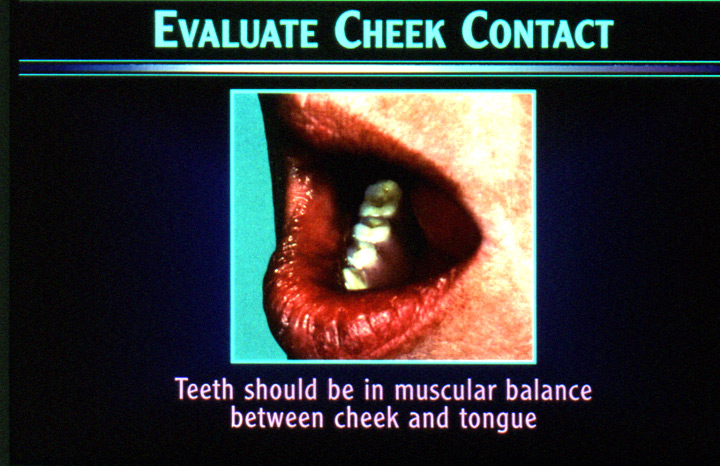 EVALUATE CHEEK CONTACT
Teeth should be in muscular balance
between cheek and tongue